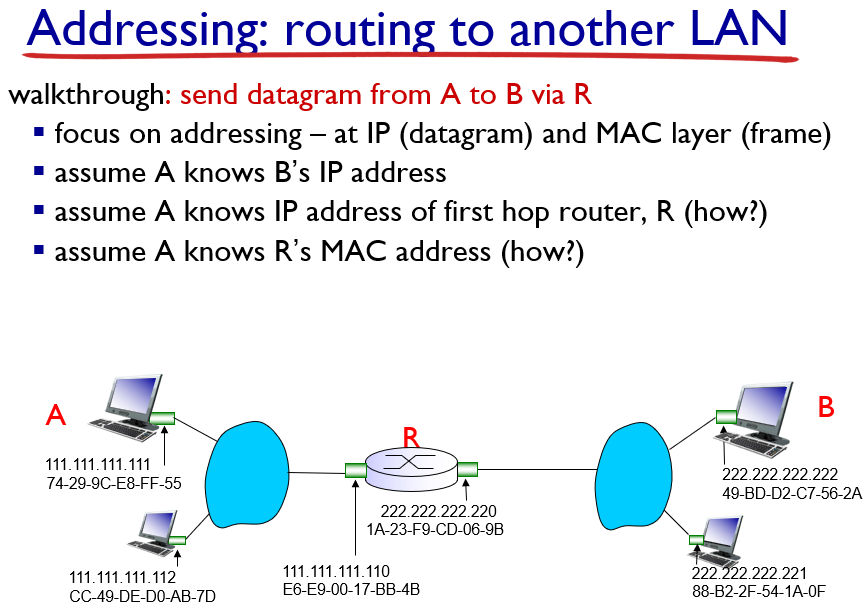 Addressing: routing to another LAN
walkthrough: send datagram from A to B via R
▪ focus on addressing – at IP (datagram) and MAC layer (frame)
▪ assume A knows B’s IP address
▪ assume A knows IP address of first hop router, R (how?)
▪ assume A knows R’s MAC address (how?)
A
R
B
111.111.111.111
74-29-9C-E8-FF-55
222.222.222.222
49-BD-D2-C7-56-2A
222.222.222.220
1A-23-F9-CD-06-9B
111.111.111.112
CC-49-DE-D0-AB-7D
111.111.111.110
E6-E9-00-17-BB-4B
222.222.222.221
88-B2-2F-54-1A-0F